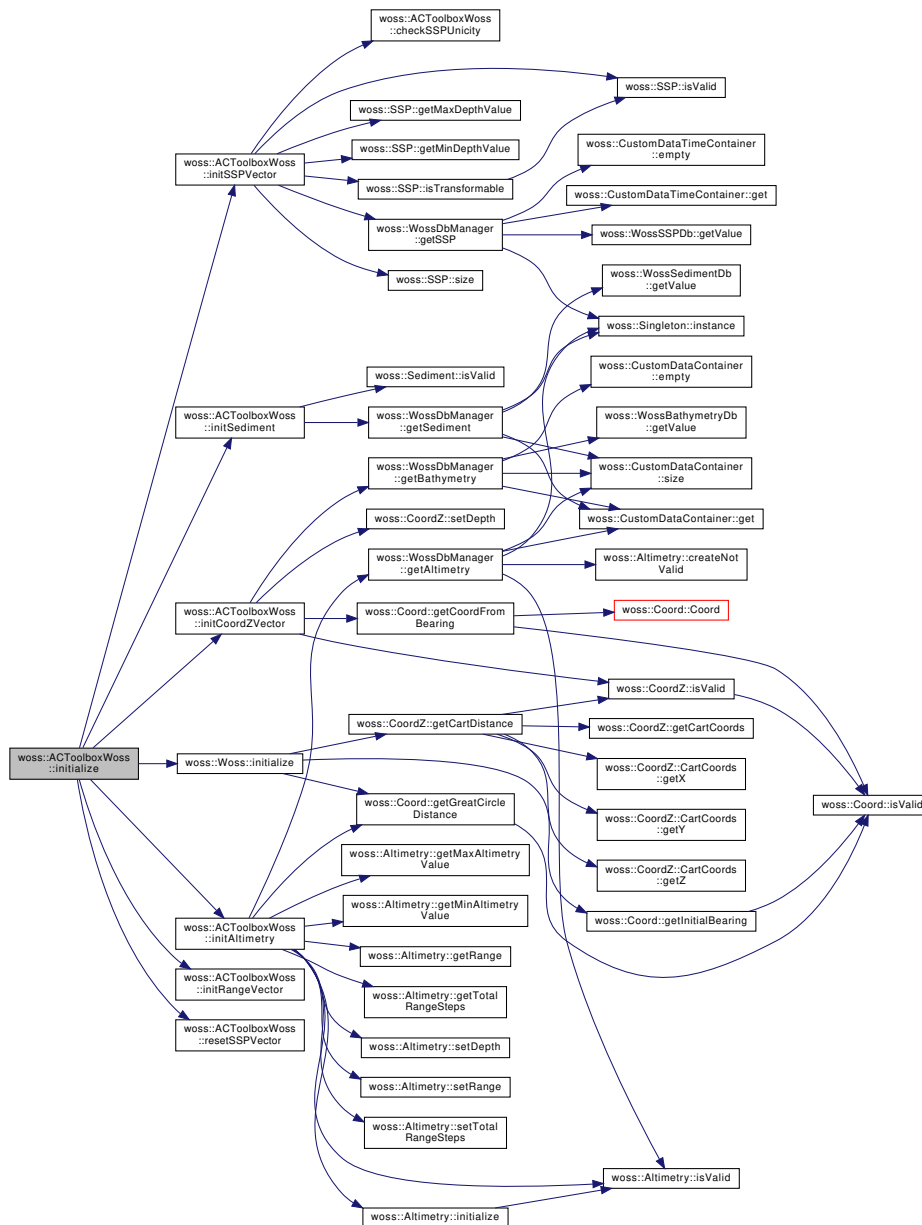 woss::ACToolboxWoss
::checkSSPUnicity
woss::SSP::isValid
woss::SSP::getMaxDepthValue
woss::SSP::getMinDepthValue
woss::CustomDataTimeContainer
::empty
woss::ACToolboxWoss
::initSSPVector
woss::SSP::isTransformable
woss::CustomDataTimeContainer::get
woss::WossDbManager
::getSSP
woss::WossSSPDb::getValue
woss::SSP::size
woss::WossSedimentDb
::getValue
woss::Singleton::instance
woss::Sediment::isValid
woss::CustomDataContainer
::empty
woss::ACToolboxWoss
::initSediment
woss::WossDbManager
::getSediment
woss::WossBathymetryDb
::getValue
woss::WossDbManager
::getBathymetry
woss::CustomDataContainer
::size
woss::CoordZ::setDepth
woss::CustomDataContainer::get
woss::WossDbManager
::getAltimetry
woss::Altimetry::createNot
Valid
woss::ACToolboxWoss
::initCoordZVector
woss::Coord::getCoordFrom
Bearing
woss::Coord::Coord
woss::CoordZ::isValid
woss::CoordZ::getCartDistance
woss::CoordZ::getCartCoords
woss::ACToolboxWoss
::initialize
woss::Woss::initialize
woss::CoordZ::CartCoords
::getX
woss::Coord::getGreatCircle
Distance
woss::Coord::isValid
woss::CoordZ::CartCoords
::getY
woss::Altimetry::getMaxAltimetry
Value
woss::CoordZ::CartCoords
::getZ
woss::Altimetry::getMinAltimetry
Value
woss::Coord::getInitialBearing
woss::ACToolboxWoss
::initAltimetry
woss::Altimetry::getRange
woss::ACToolboxWoss
::initRangeVector
woss::Altimetry::getTotal
RangeSteps
woss::ACToolboxWoss
::resetSSPVector
woss::Altimetry::setDepth
woss::Altimetry::setRange
woss::Altimetry::setTotal
RangeSteps
woss::Altimetry::isValid
woss::Altimetry::initialize